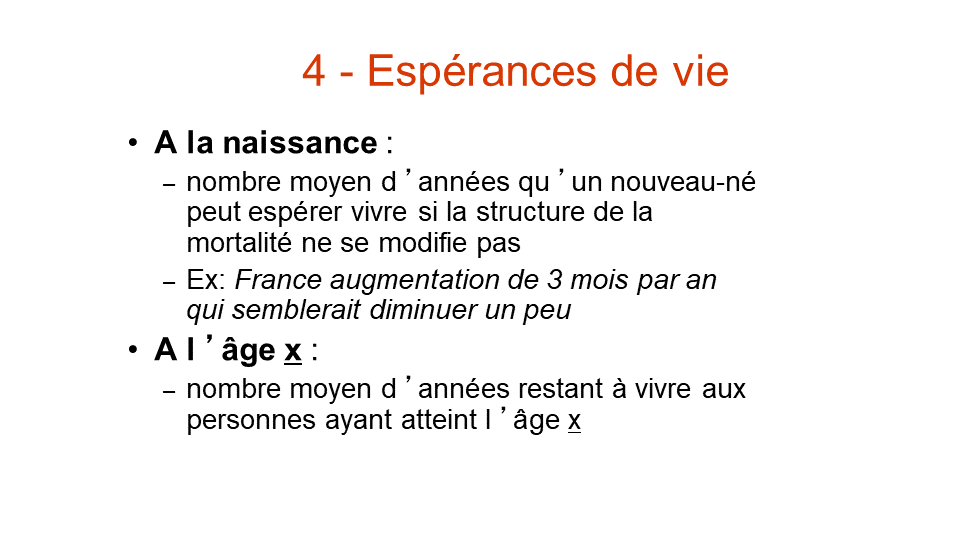 4 - Espérances de vie
• A la naissance :
– nombre moyen d ’ années qu ’ un nouveau-né
peut espérer vivre si la structure de la
mortalité ne se modifie pas
– Ex: France augmentation de 3 mois par an
qui semblerait diminuer un peu
• A l ’ âge x :
– nombre moyen d ’ années restant à vivre aux
personnes ayant atteint l ’ âge x